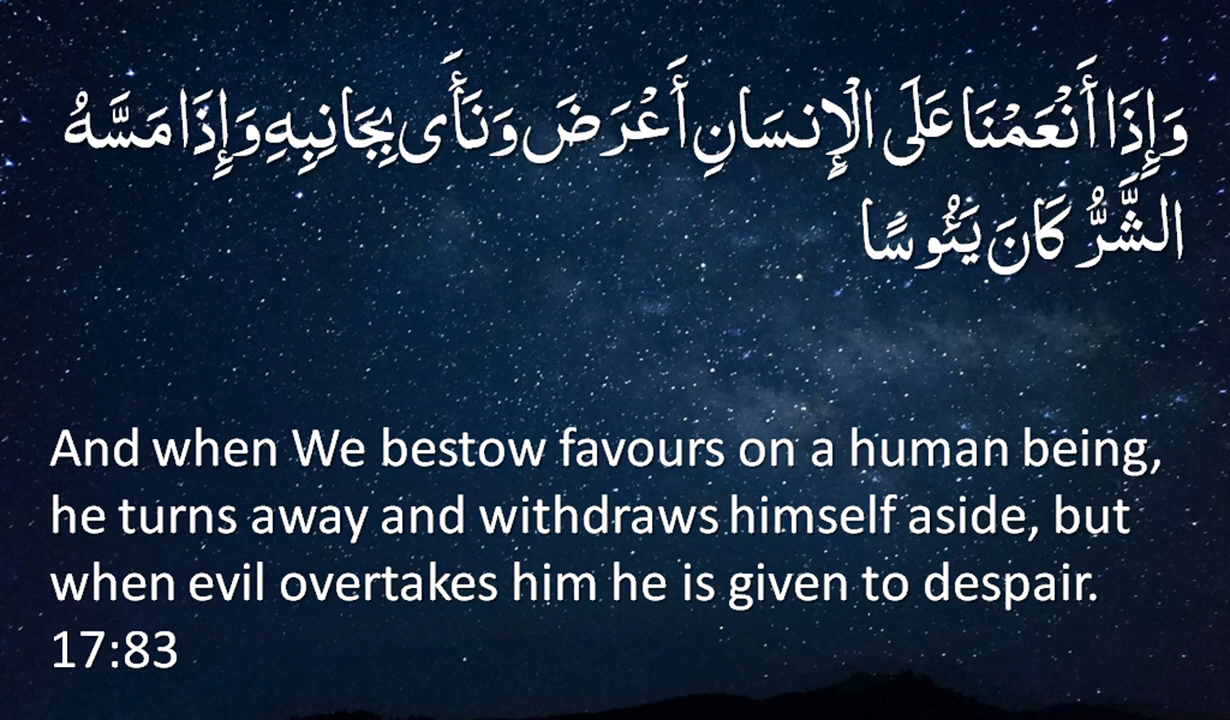 وَإِذَا أَنْعَمْنَا عَلَى الْإِنسَانِ أَعْرَضَ وَنَأَى بِجَانِبِهِ وَإِذَا مَسَّهُ
الشَّرُّ كَانَ يَئُوسًا
And when We bestow favours on a human being,
he turns away and withdraws himself aside, but
when evil overtakes him he is given to despair.
17:83